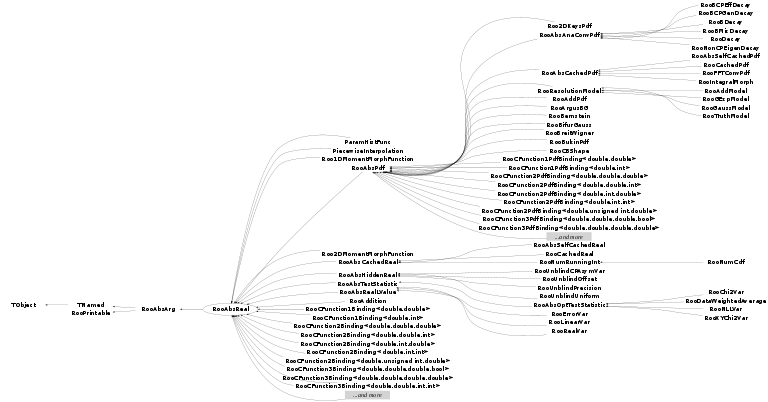 RooBCPEffDecay
RooBCPGenDecay
RooBDecay
RooBMixDecay
RooDecay
RooNonCPEigenDecay
RooAbsSelfCachedPdf
RooCachedPdf
RooFFTConvPdf
RooIntegralMorph
RooAddModel
RooGExpModel
RooGaussModel
RooTruthModel
Roo2DKeysPdf
RooAbsAnaConvPdf
RooAbsCachedPdf
RooResolutionModel
RooAddPdf
RooArgusBG
RooBernstein
RooBifurGauss
RooBreitWigner
RooBukinPdf
RooCBShape
RooCFunction1PdfBinding<double,double>
RooCFunction1PdfBinding<double,int>
RooCFunction2PdfBinding<double,double,double>
RooCFunction2PdfBinding<double,double,int>
RooCFunction2PdfBinding<double,int,double>
RooCFunction2PdfBinding<double,int,int>
RooCFunction2PdfBinding<double,unsigned int,double>
RooCFunction3PdfBinding<double,double,double,bool>
RooCFunction3PdfBinding<double,double,double,double>
...and more
ParamHistFunc
PiecewiseInterpolation
Roo1DMomentMorphFunction
RooAbsPdf
Roo2DMomentMorphFunction
RooAbsCachedReal
RooAbsHiddenReal
RooAbsTestStatistic
RooAbsRealLValue
RooAddition
RooCFunction1Binding<double,double>
RooCFunction1Binding<double,int>
RooCFunction2Binding<double,double,double>
RooCFunction2Binding<double,double,int>
RooCFunction2Binding<double,int,double>
RooCFunction2Binding<double,int,int>
RooCFunction2Binding<double,unsigned int,double>
RooCFunction3Binding<double,double,double,bool>
RooCFunction3Binding<double,double,double,double>
RooCFunction3Binding<double,double,int,int>
...and more
RooAbsSelfCachedReal
RooCachedReal
RooNumRunningInt
RooUnblindCPAsymVar
RooUnblindOffset
RooUnblindPrecision
RooUnblindUniform
RooAbsOptTestStatistic
RooErrorVar
RooLinearVar
RooRealVar
RooNumCdf
RooChi2Var
RooDataWeightedAverage
RooNLLVar
RooXYChi2Var
TObject
TNamed
RooPrintable
RooAbsArg
RooAbsReal